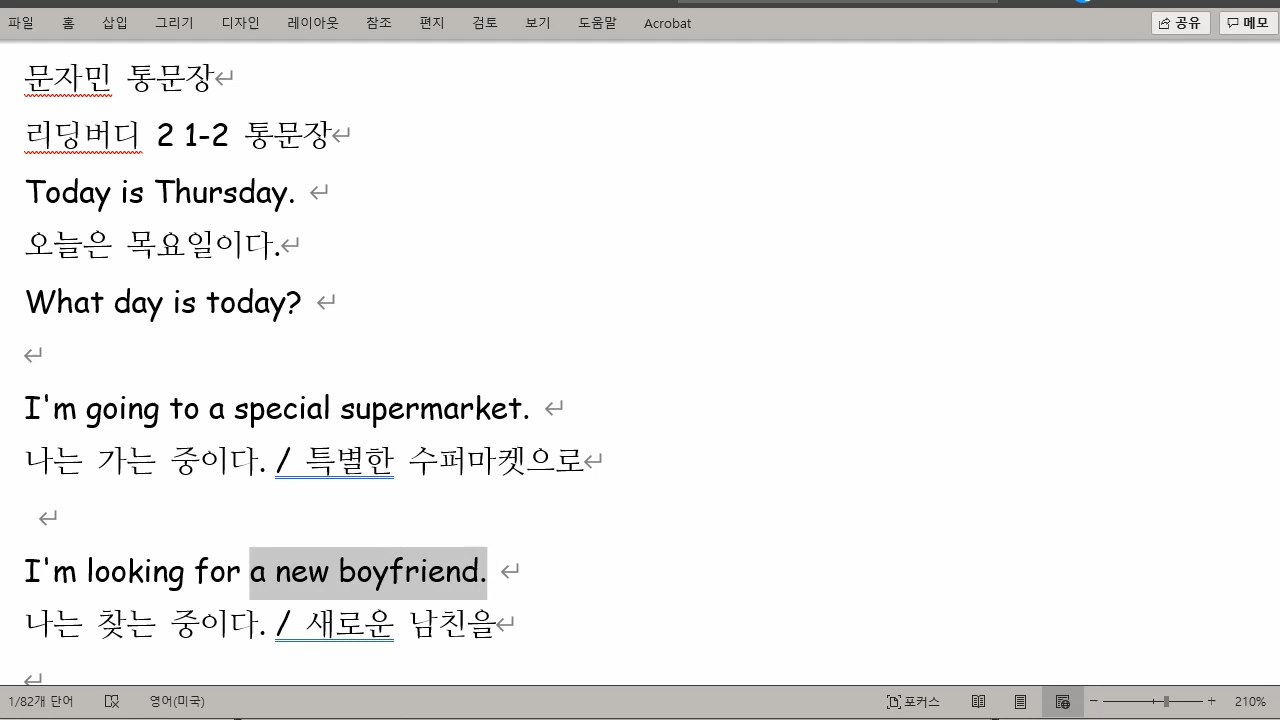 파일 홈 삽입 그리기 디자인 레이아웃 참조 편지 검토 보기 도움말 Acrobat 공유 메모
문자민 통문장
리딩버디 2 1-2 통문장
Today is Thursday.
오늘은 목요일이다.
What day is today?
I'm going to a special supermarket.
나는 가는 중이다. / 특별한 수퍼마켓으로
I'm looking for a new boyfriend.
나는 찾는 중이다. / 새로운 남친을
1/82개 단어 영어(미국) 포커스 210%